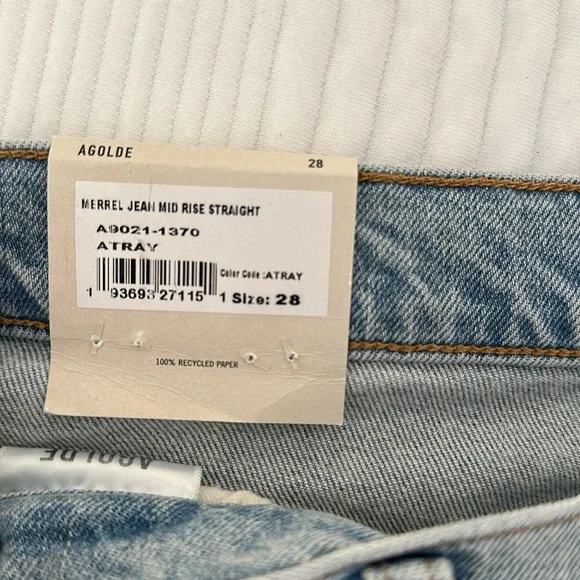 AGOLDE
28
MERREL JEAN MID RISE STRAIGHT
A9021-1370
ATRAY
Color Code :ATRAY
1 93693 27115 1 Size: 28
100% RECYCLED PAPER
AGOLDE